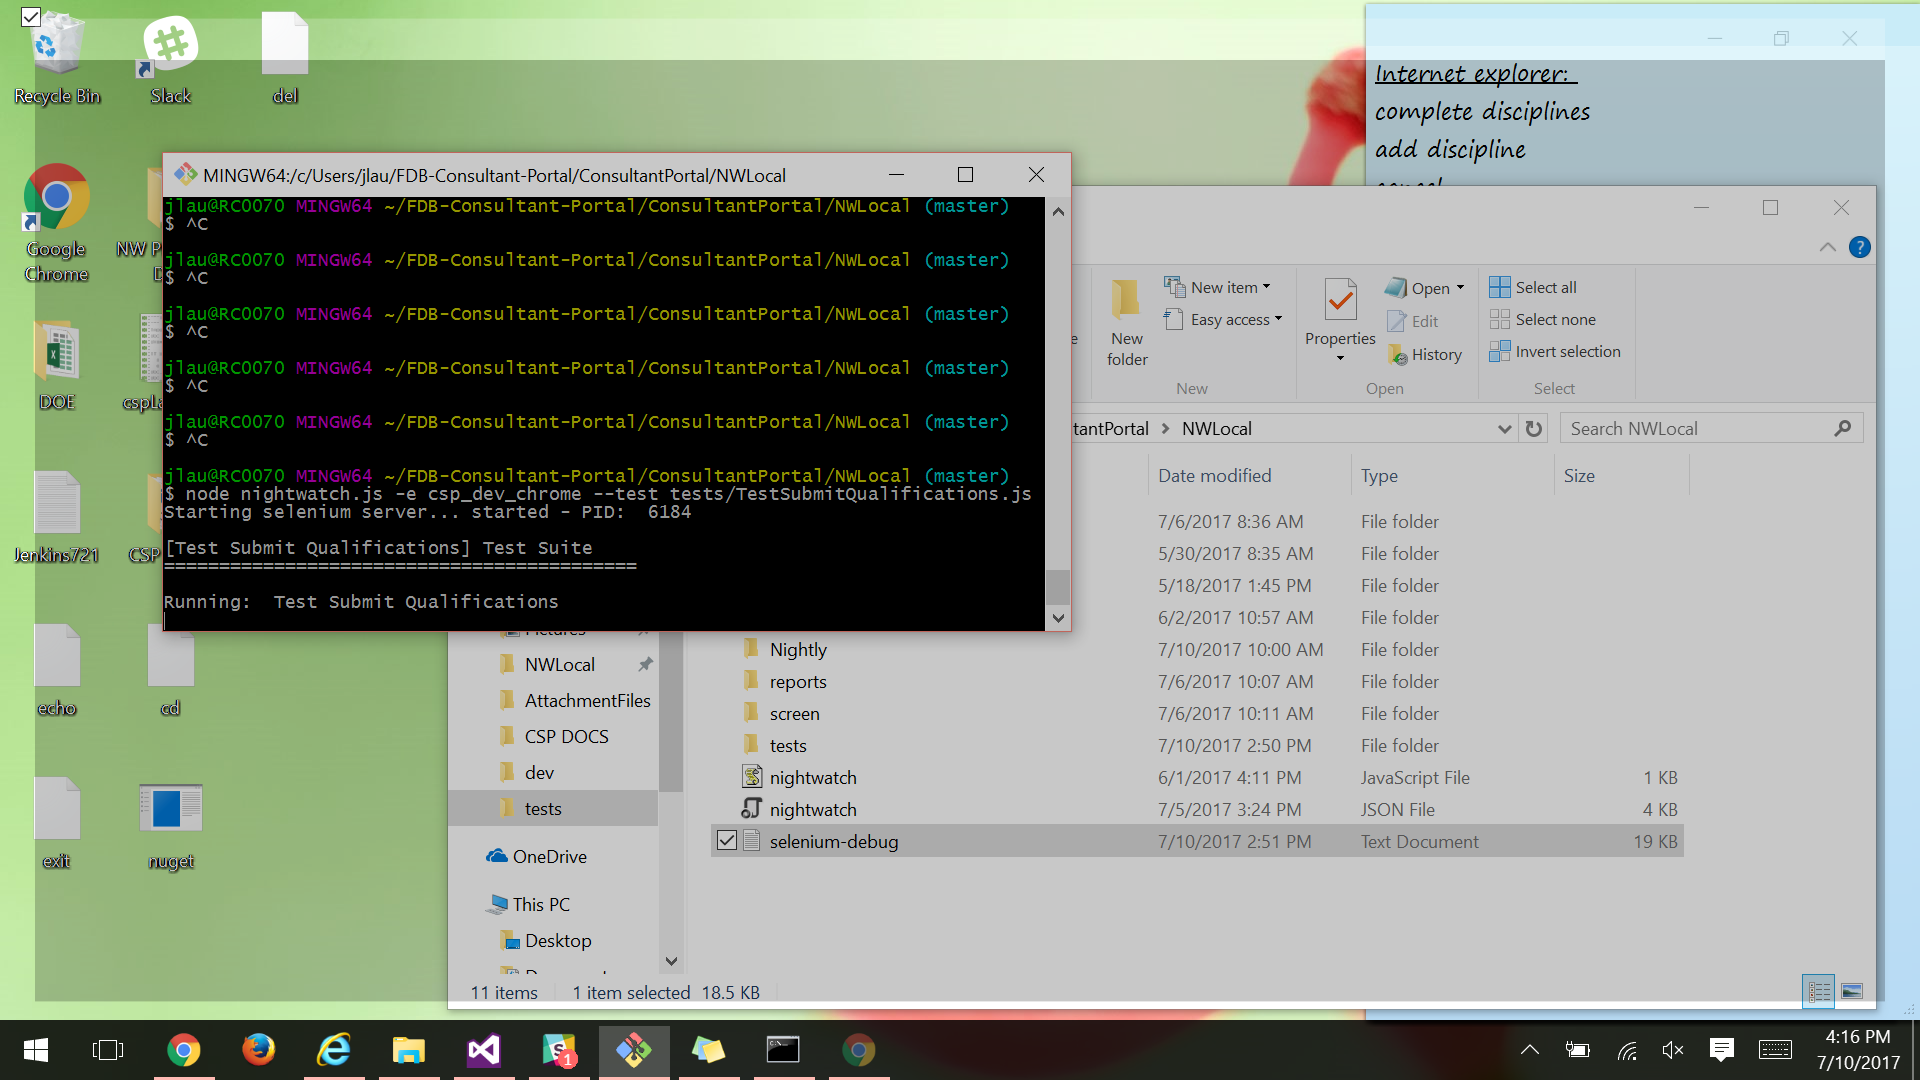 Recycle Bin
Slack
del
Google Chrome
NW P
D
DOE
cspLa
Jenkins721
CSP
echo
cd
exit
nuget
Internet explorer:
complete disciplines
add discipline
MINGW64:/c/Users/jlau/FDB-Consultant-Portal/ConsultantPortal/NWLocal
jlau@RC0070 MINGW64 ~/FDB-Consultant-Portal/ConsultantPortal/NWLocal (master)
$ ^C
jlau@RC0070 MINGW64 ~/FDB-Consultant-Portal/ConsultantPortal/NWLocal (master)
$ ^C
jlau@RC0070 MINGW64 ~/FDB-Consultant-Portal/ConsultantPortal/NWLocal (master)
$ ^C
jlau@RC0070 MINGW64 ~/FDB-Consultant-Portal/ConsultantPortal/NWLocal (master)
$ ^C
jlau@RC0070 MINGW64 ~/FDB-Consultant-Portal/ConsultantPortal/NWLocal (master)
$ ^C
jlau@RC0070 MINGW64 ~/FDB-Consultant-Portal/ConsultantPortal/NWLocal (master)
$ node nightwatch.js -e csp_dev_chrome --test tests/TestSubmitQualifications.js
Starting selenium server... started - PID:  6184
[Test Submit Qualifications] Test Suite
===========================================
Running:  Test Submit Qualifications
e
New folder
New item
Easy access
New
Properties
Open
Edit
History
Open
Select all
Select none
Invert selection
Select
tantPortal > NWLocal
Search NWLocal
Date modified Type Size
7/6/2017 8:36 AM File folder
5/30/2017 8:35 AM File folder
5/18/2017 1:45 PM File folder
6/2/2017 10:57 AM File folder
Nightly 7/10/2017 10:00 AM File folder
reports 7/6/2017 10:07 AM File folder
screen 7/6/2017 10:11 AM File folder
tests 7/10/2017 2:50 PM File folder
nightwatch 6/1/2017 4:11 PM JavaScript File 1 KB
nightwatch 7/5/2017 3:24 PM JSON File 4 KB
selenium-debug 7/10/2017 2:51 PM Text Document 19 KB
Pictures
NWLocal
AttachmentFiles
CSP DOCS
dev
tests
OneDrive
This PC
Desktop
11 items 1 item selected 18.5 KB
1
4:16 PM
7/10/2017